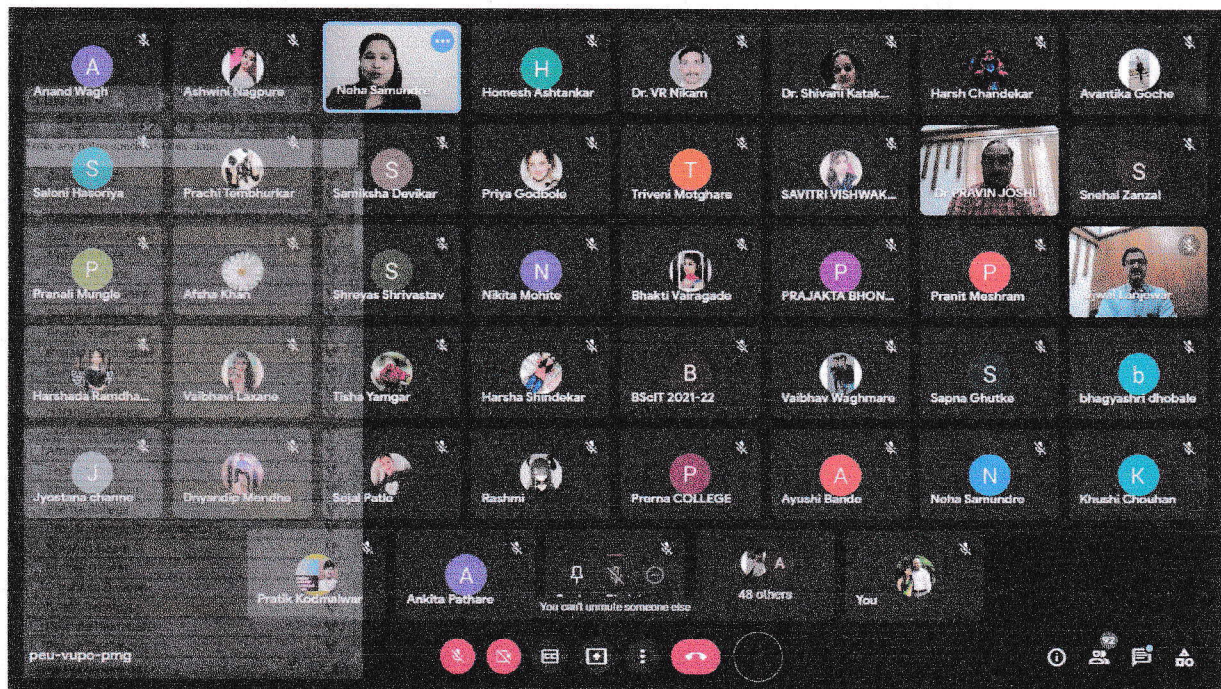 A
Anand Wagh
Ashwini Nagpure
Neha Samundre
H
Homesh Ashtankar
Dr. VR Nikam
Dr. Shivani Katak...
Harsh Chandekar
Avantika Goche
S
Saloni Hasoriya
Prachi Tembhurkar
S
Samiksha Devikar
Priya Godbole
T
Triveni Motghare
SAVITRI VISHWAK...
Dr PRAVIN JOSHI
S
Snehal Zanzal
P
Pranali Mungle
Afsha Khan
S
Shreyas Shrivastav
N
Nikita Mohite
Bhakti Vairagade
P
PRAJAKTA BHON...
P
Pranit Meshram
Lanjewar
Harshada Ramdha...
Vaibhavi Laxane
Tisha Yamgar
Harsha Shindekar
B
BScIT 2021-22
Vaibhav Waghmare
S
Sapna Ghutke
b
bhagyashri dhobale
J
Jyostana channe
Dnyandip Mendhe
Sejal Patle
Rashmi
P
Prerna COLLEGE
A
Ayushi Bande
N
Neha Samundre
K
Khushi Chouhan
Pratik Kodmalwar
A
Ankita Pathare
You can't unmute someone else
A
48 others
You
peu-vupo-pmg
92